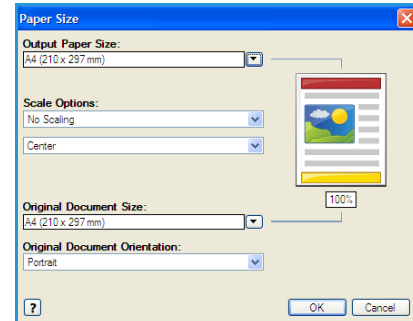 Paper Size
Output Paper Size:
A4 (210 x 297 mm)
Scale Options:
No Scaling
Center
100%
Original Document Size:
A4 (210 x 297 mm)
Original Document Orientation:
Portrait
?
OK Cancel